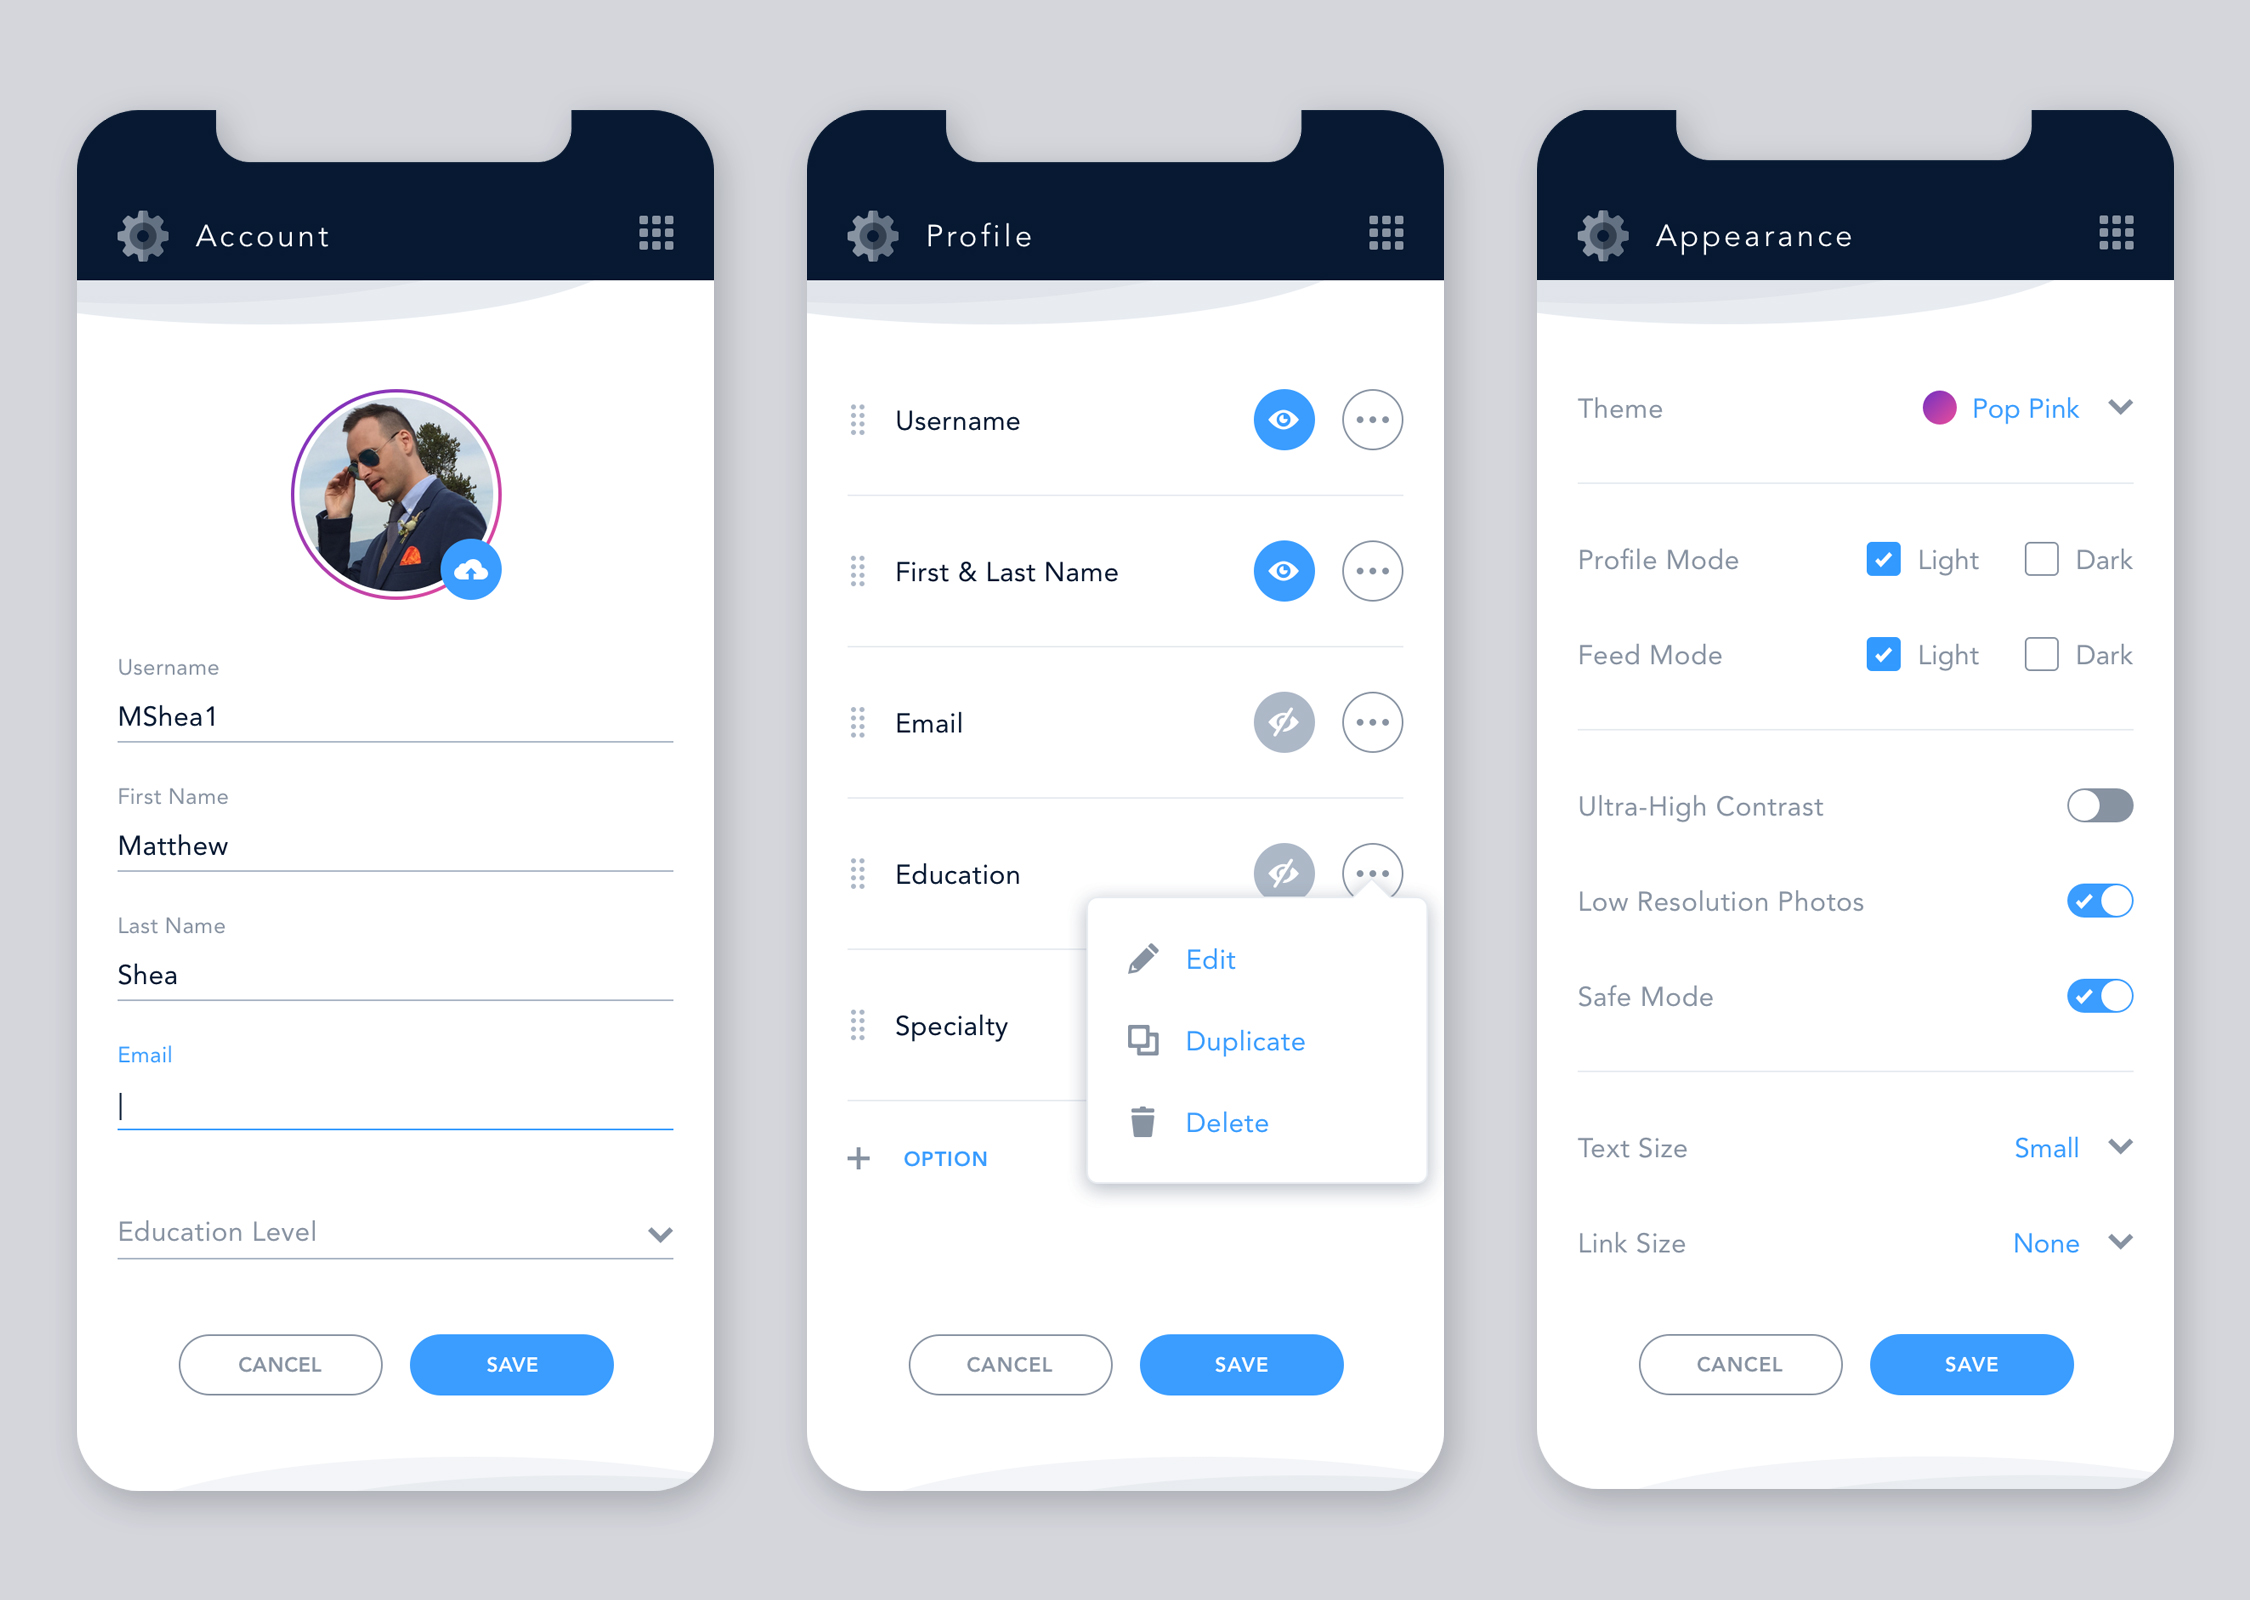 Account
Username
MShea1
First Name
Matthew
Last Name
Shea
Email
Education Level
CANCEL
SAVE
Profile
Username
First & Last Name
Email
Education
Specialty
OPTION
Edit
Duplicate
Delete
CANCEL
SAVE
Appearance
Theme Pop Pink
Profile Mode Light Dark
Feed Mode Light Dark
Ultra-High Contrast
Low Resolution Photos
Safe Mode
Text Size Small
Link Size None
CANCEL
SAVE